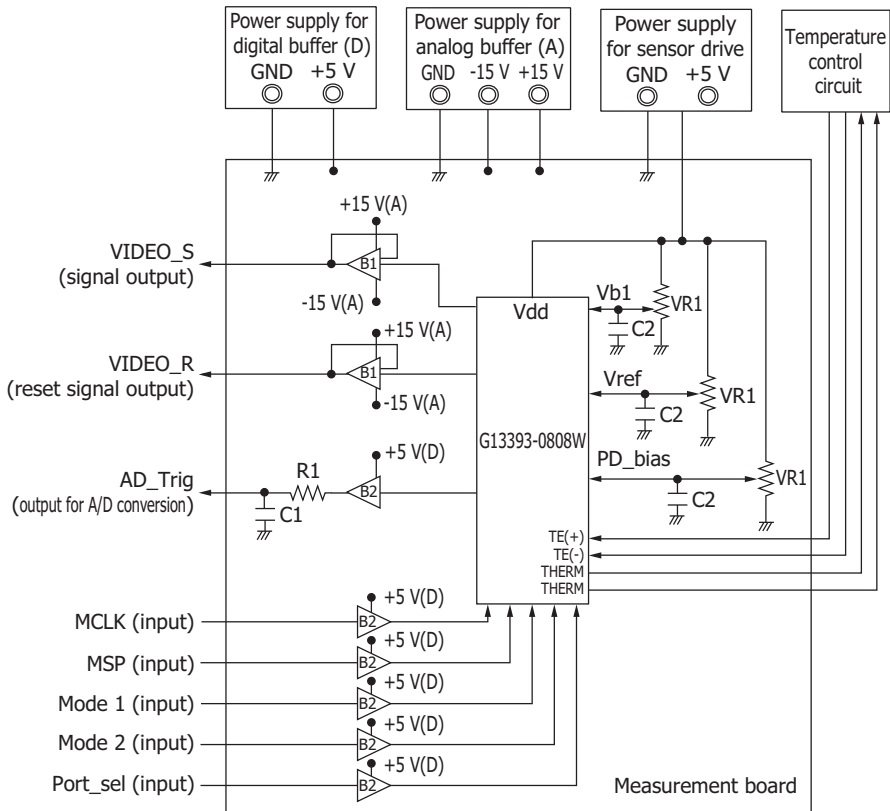 Power supply for
digital buffer (D)
GND +5 V
Power supply for
analog buffer (A)
GND -15 V +15 V
Power supply
for sensor drive
GND +5 V
Temperature
control
circuit
+15 V(A)
VIDEO_S
(signal output)
B1
-15 V(A)
Vdd
Vb1
VR1
C2
+15 V(A)
VIDEO_R
(reset signal output)
B1
-15 V(A)
Vref
VR1
C2
G13393-0808W
+5 V(D)
AD_Trig
(output for A/D conversion)
R1
B2
C1
PD_bias
VR1
C2
TE(+)
TE(-)
THERM
THERM
+5 V(D)
MCLK (input)
B2
+5 V(D)
MSP (input)
B2
+5 V(D)
Mode 1 (input)
B2
+5 V(D)
Mode 2 (input)
B2
+5 V(D)
Port_sel (input)
B2
Measurement board